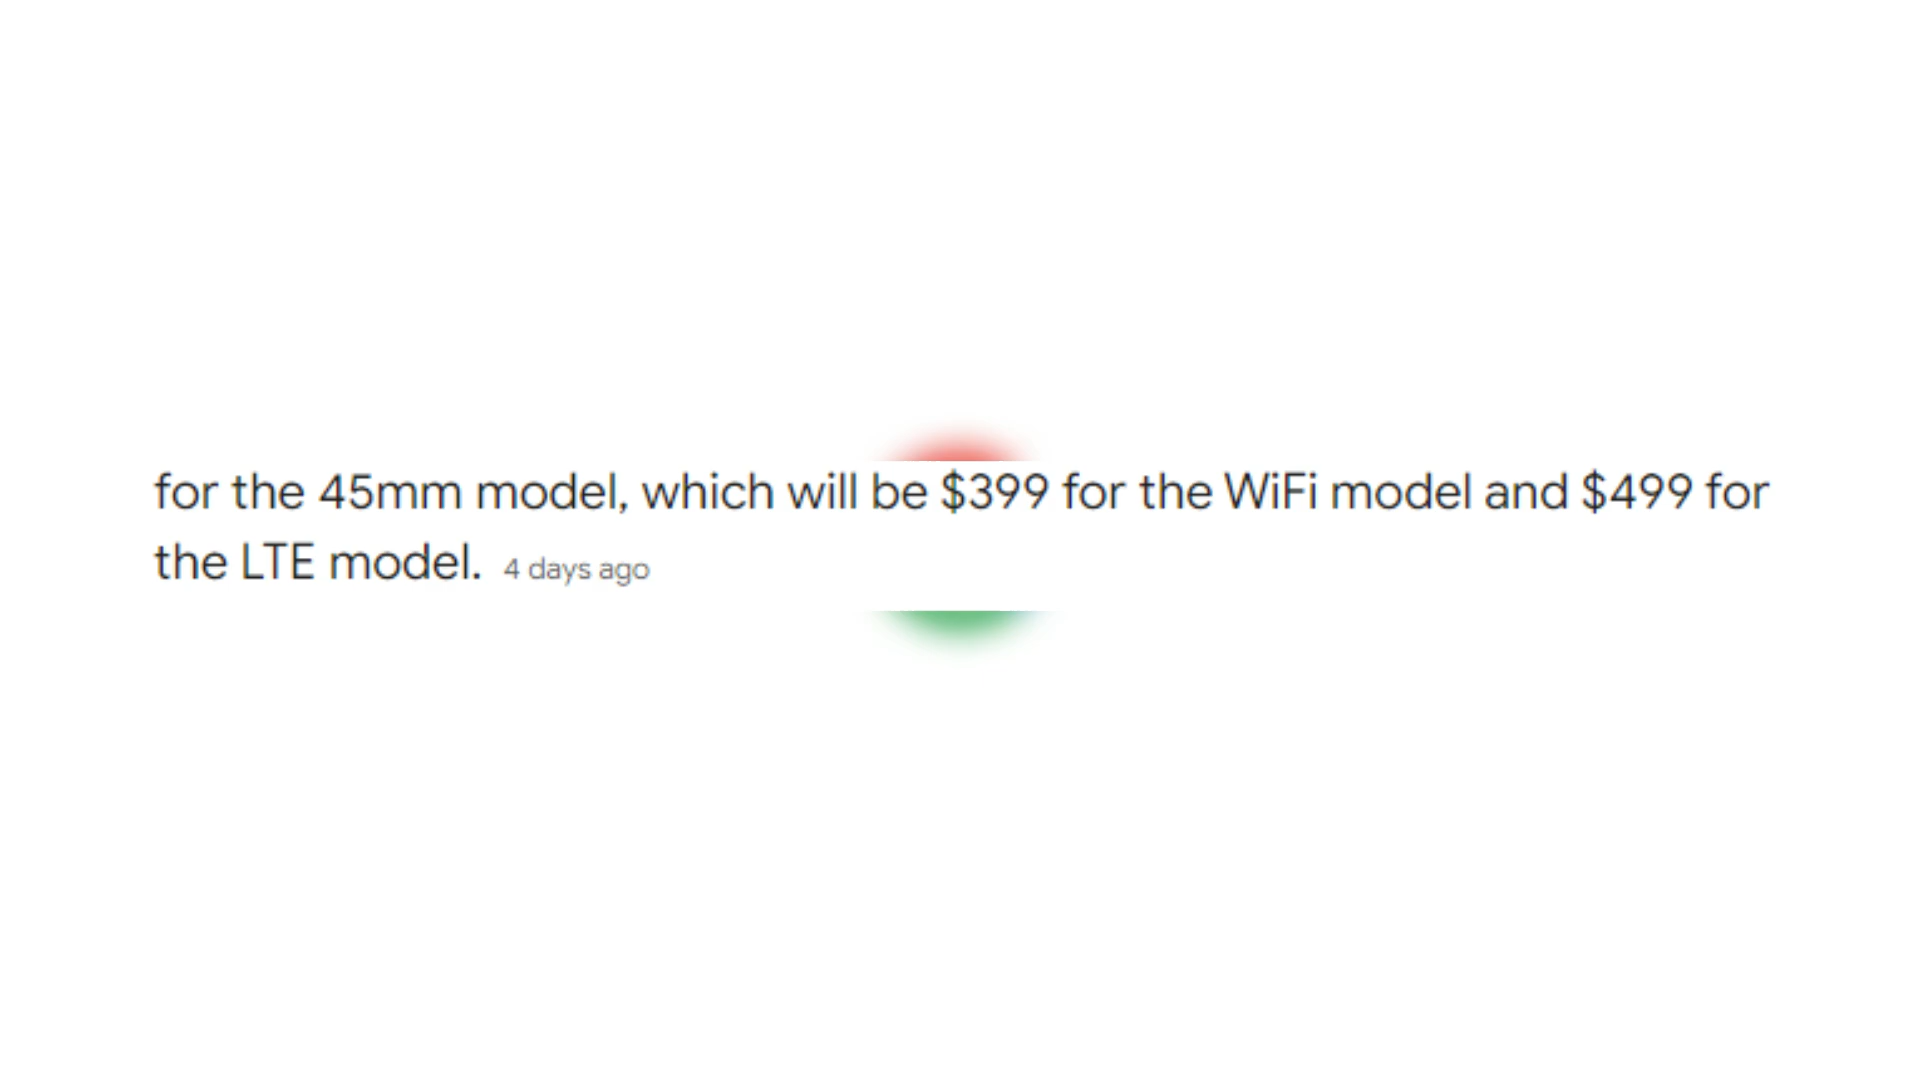 for the 45mm model, which will be $399 for the WiFi model and $499 for
the LTE model. 4 days ago